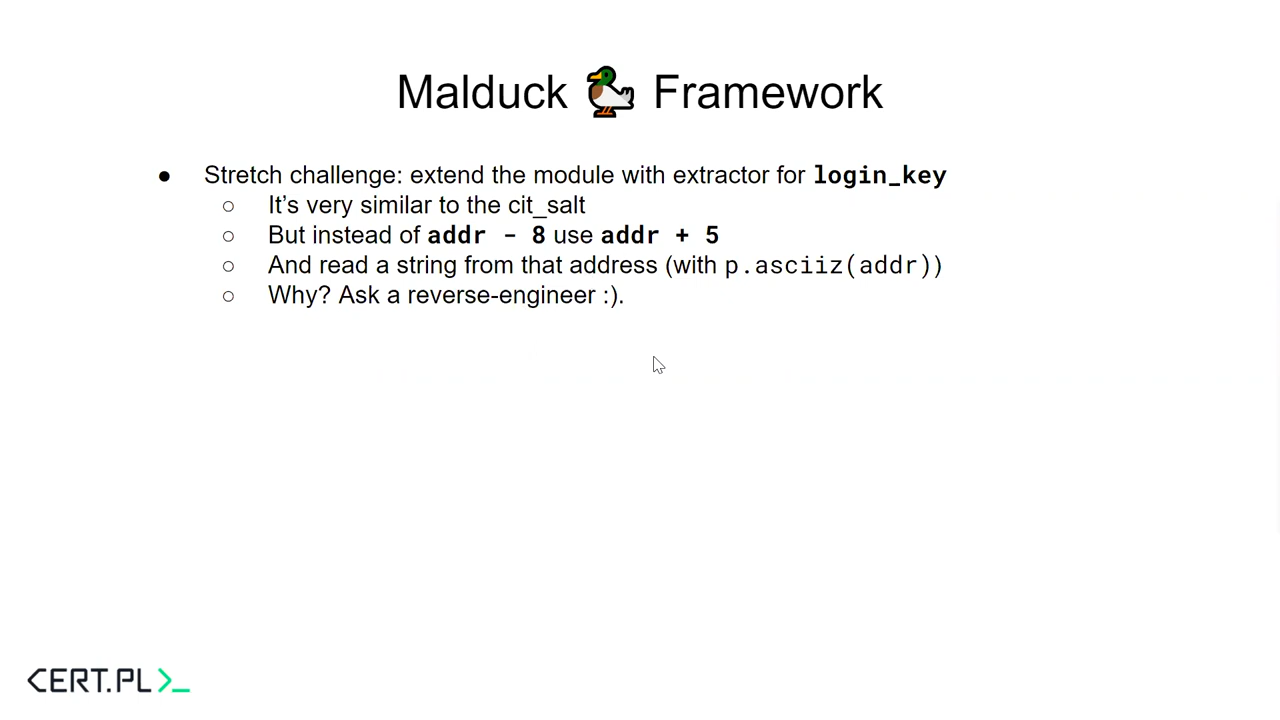 Malduck 🦆 Framework
● Stretch challenge: extend the module with extractor for login_key
○ It’s very similar to the cit_salt
○ But instead of addr - 8 use addr + 5
○ And read a string from that address (with p.asciiz(addr))
○ Why? Ask a reverse-engineer :).
CERT.PL>_